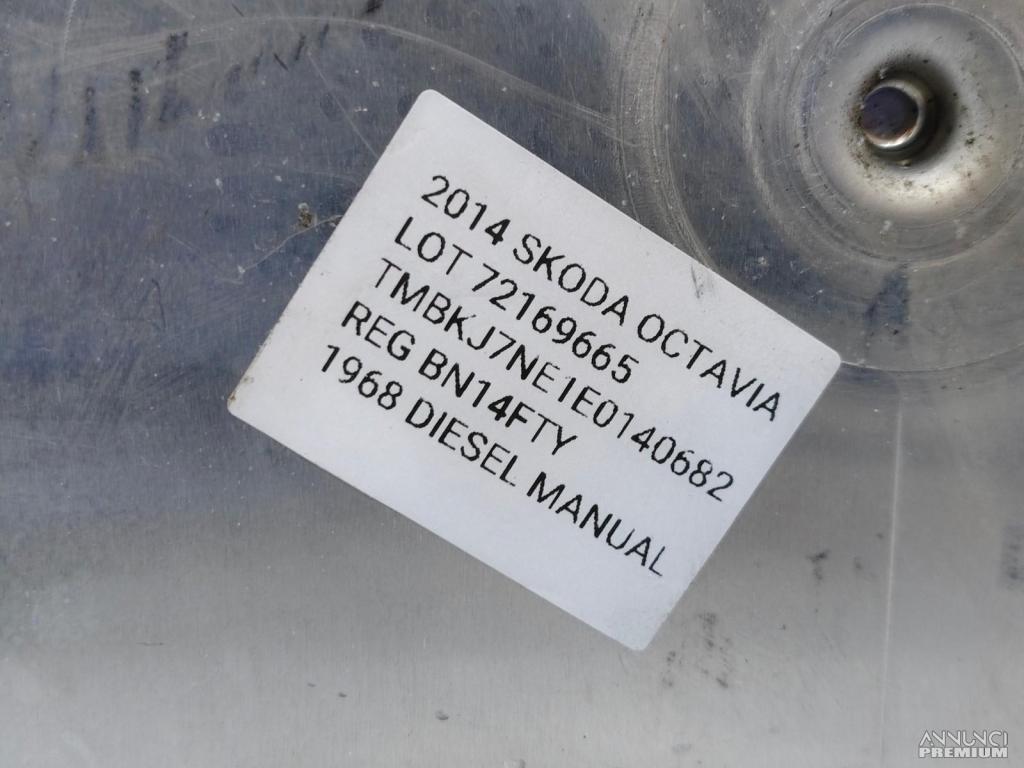 2014 SKODA OCTAVIA
LOT 72169665
TMBKJ7NE1E0140682
REG BN14FTY
1968 DIESEL MANUAL
ANNUNCI
PREMIUM